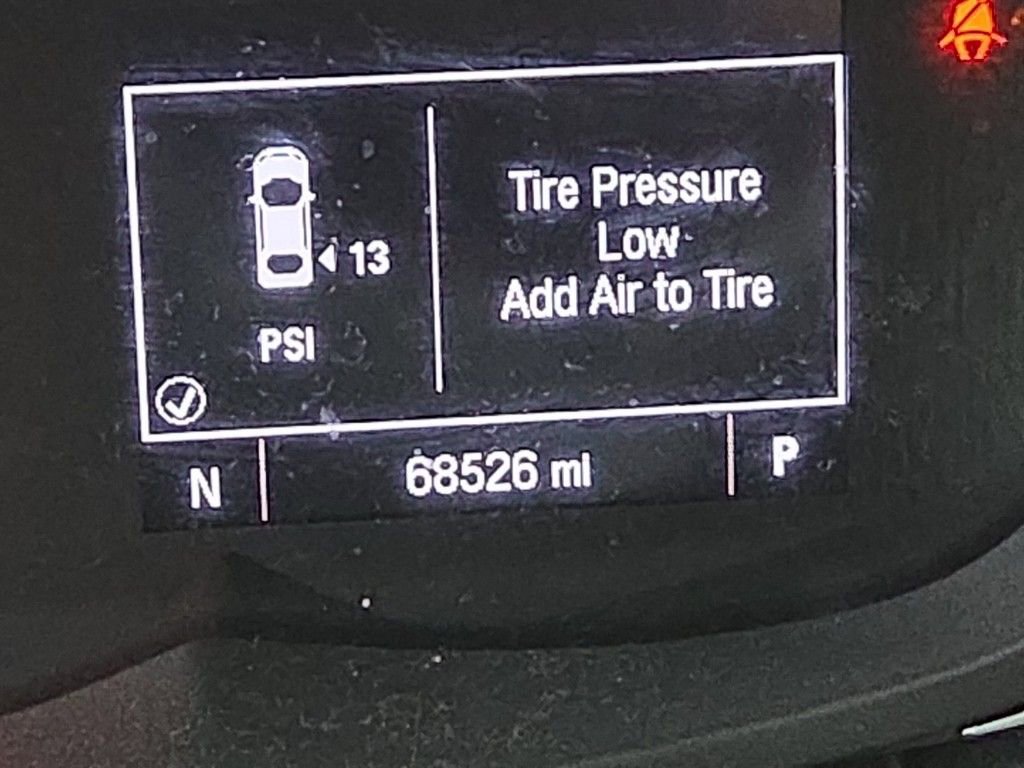 Tire Pressure
Low
Add Air to Tire
13
PSI
N
68526 mi
P